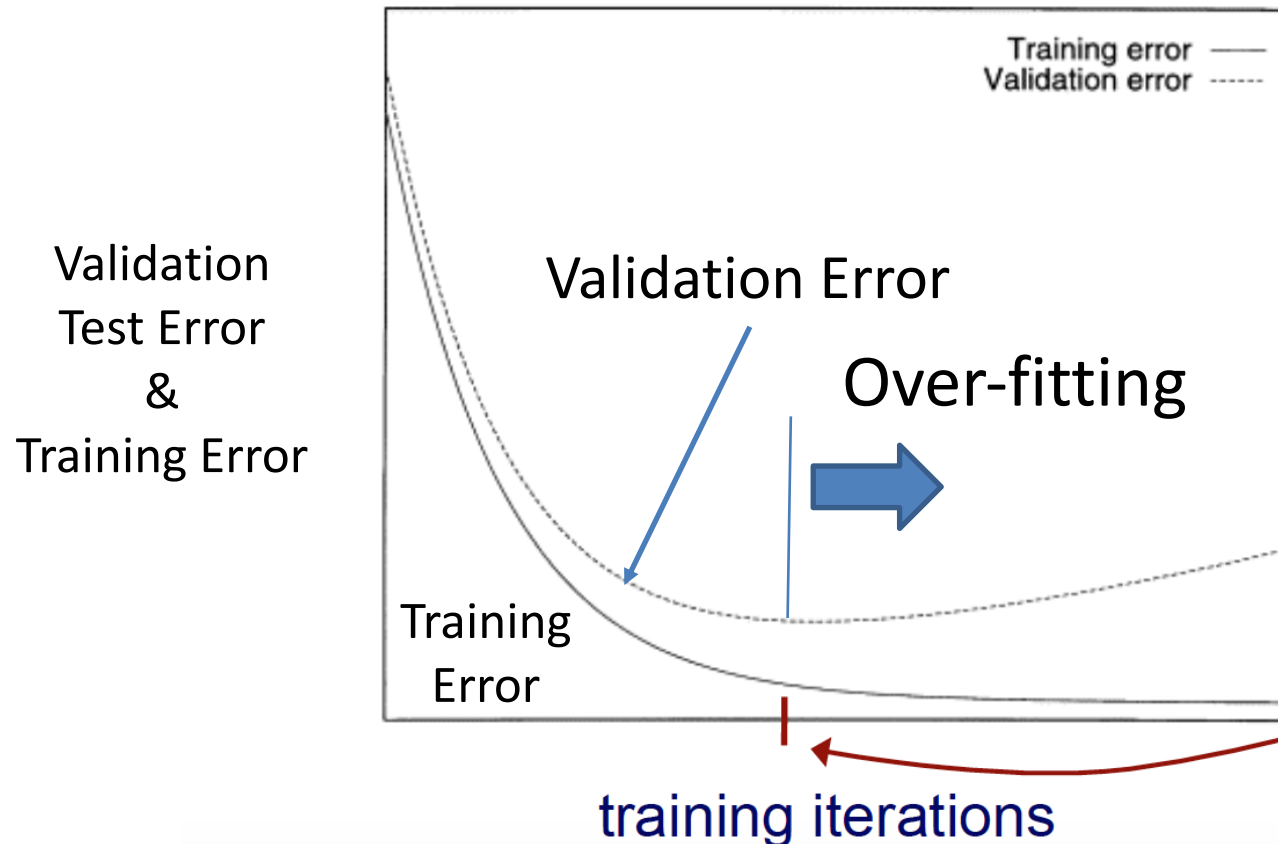 Training error
Validation error
Validation
Test Error
&
Training Error
Validation Error
Over-fitting
Training
Error
training iterations